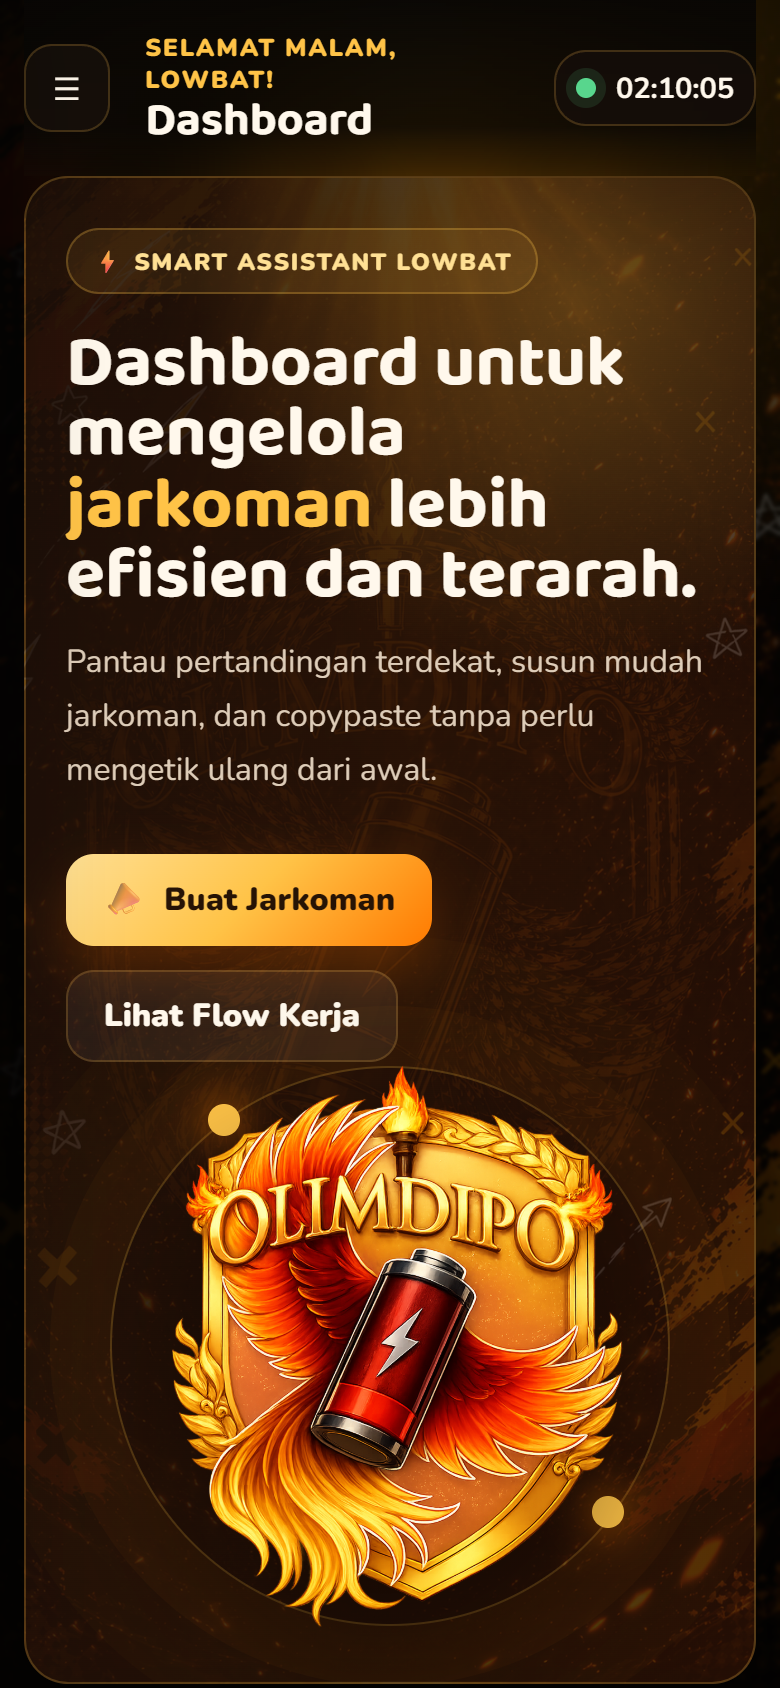 SELAMAT MALAM,
LOWBAT!
Dashboard
02:10:05
SMART ASSISTANT LOWBAT
Dashboard untuk
mengelola
jarkoman lebih
efisien dan terarah.
Pantau pertandingan terdekat, susun mudah
jarkoman, dan copypaste tanpa perlu
mengetik ulang dari awal.
Buat Jarkoman
Lihat Flow Kerja
OLIMDIPO